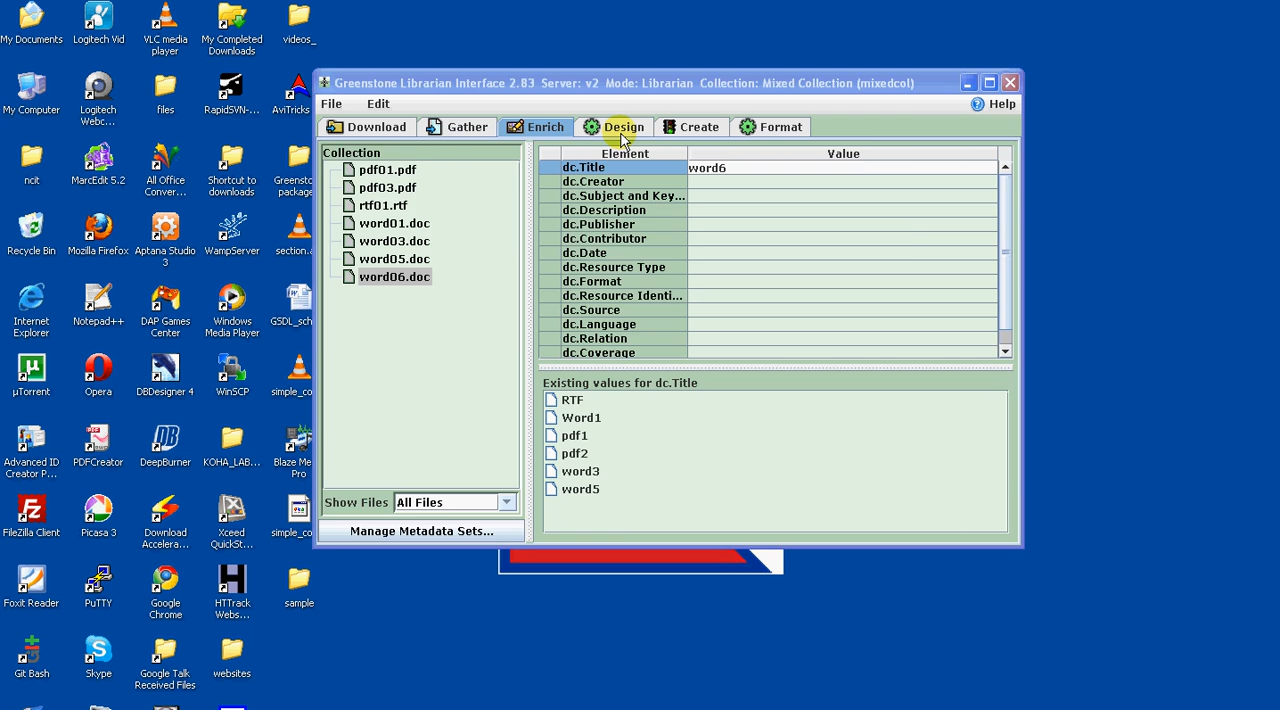 My Documents
Logitech Vid
VLC media player
My Completed Downloads
videos_
My Computer
Logitech Webc...
files
RapidSVN-...
AviTricks
ncit
MarcEdit 5.2
All Office Conver...
Shortcut to downloads
Greenstone package
Recycle Bin
Mozilla Firefox
Aptana Studio 3
WampServer
section.a
Internet Explorer
Notepad++
DAP Games Center
Windows Media Player
GSDL_sch
µTorrent
Opera
DBDesigner 4
WinSCP
simple_co
Advanced ID Creator P...
PDFCreator
DeepBurner
KOHA_LAB...
Blaze Me Pro
FileZilla Client
Picasa 3
Download Accelera...
Xceed QuickSt...
simple_co
Foxit Reader
PuTTY
Google Chrome
HTTrack Webs...
sample
Git Bash
Skype
Google Talk Received Files
websites
Greenstone Librarian Interface 2.83 Server: v2 Mode: Librarian Collection: Mixed Collection (mixedcol)
File Edit Help
Download Gather Enrich Design Create Format
Collection
pdf01.pdf
pdf03.pdf
rtf01.rtf
word01.doc
word03.doc
word05.doc
word06.doc
Show Files All Files
Manage Metadata Sets...
Element Value
dc.Title word6
dc.Creator
dc.Subject and Key...
dc.Description
dc.Publisher
dc.Contributor
dc.Date
dc.Resource Type
dc.Format
dc.Resource Identi...
dc.Source
dc.Language
dc.Relation
dc.Coverage
Existing values for dc.Title
RTF
Word1
pdf1
pdf2
word3
word5